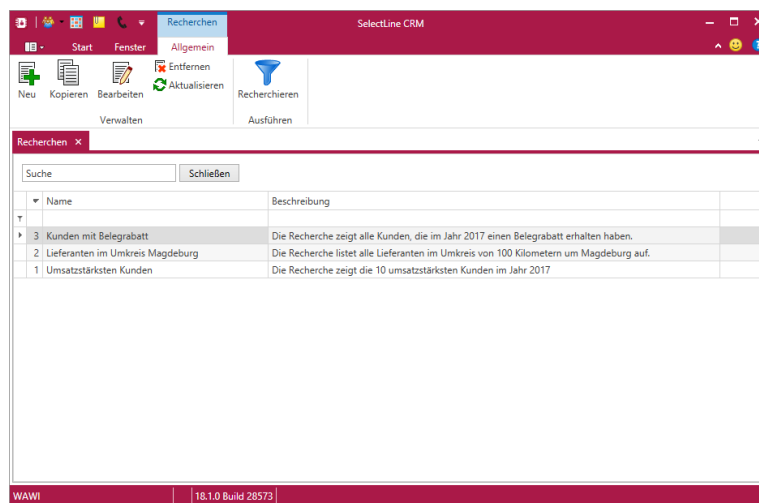 Recherchen
SelectLine CRM
Start Fenster Allgemein
Neu Kopieren Bearbeiten Entfernen Aktualisieren Recherchieren
Verwalten Ausführen
Recherchen
Suche Schließen
Name Beschreibung
3 Kunden mit Belegrabatt Die Recherche zeigt alle Kunden, die im Jahr 2017 einen Belegrabatt erhalten haben.
2 Lieferanten im Umkreis Magdeburg Die Recherche listet alle Lieferanten im Umkreis von 100 Kilometern um Magdeburg auf.
1 Umsatzstärksten Kunden Die Recherche zeigt die 10 umsatzstärksten Kunden im Jahr 2017
WAWI 18.1.0 Build 28573